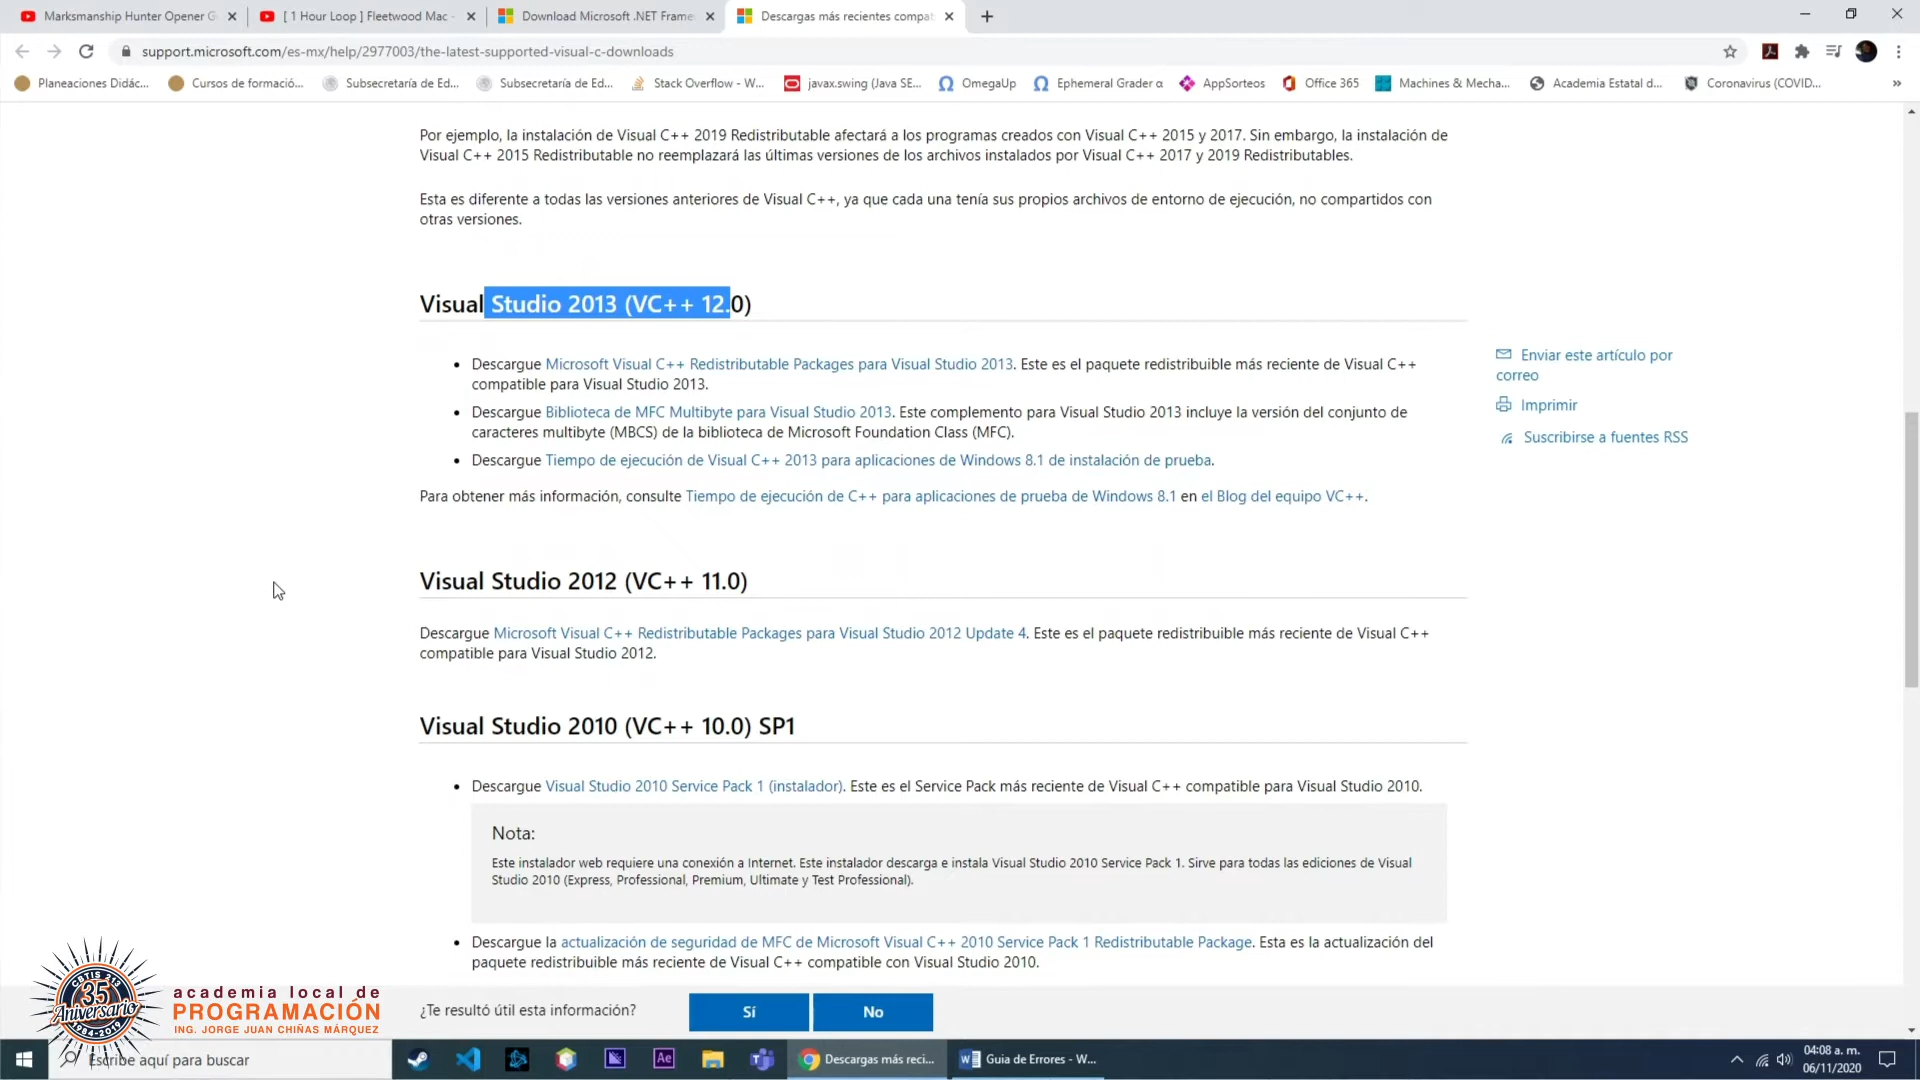 Marksmanship Hunter Opener G
[ 1 Hour Loop ] Fleetwood Mac -
Download Microsoft .NET Frame
Descargas más recientes compat
support.microsoft.com/es-mx/help/2977003/the-latest-supported-visual-c-downloads
Planeaciones Didác...
Cursos de formació...
Subsecretaría de Ed...
Subsecretaría de Ed...
Stack Overflow - W...
javax.swing (Java SE...
OmegaUp
Ephemeral Grader α
AppSorteos
Office 365
Machines & Mecha...
Academia Estatal d...
Coronavirus (COVID...
»
Por ejemplo, la instalación de Visual C++ 2019 Redistributable afectará a los programas creados con Visual C++ 2015 y 2017. Sin embargo, la instalación de
Visual C++ 2015 Redistributable no reemplazará las últimas versiones de los archivos instalados por Visual C++ 2017 y 2019 Redistributables.
Esta es diferente a todas las versiones anteriores de Visual C++, ya que cada una tenía sus propios archivos de entorno de ejecución, no compartidos con
otras versiones.
Visual Studio 2013 (VC++ 12.0)
• Descargue Microsoft Visual C++ Redistributable Packages para Visual Studio 2013. Este es el paquete redistribuible más reciente de Visual C++
compatible para Visual Studio 2013.
• Descargue Biblioteca de MFC Multibyte para Visual Studio 2013. Este complemento para Visual Studio 2013 incluye la versión del conjunto de
caracteres multibyte (MBCS) de la biblioteca de Microsoft Foundation Class (MFC).
• Descargue Tiempo de ejecución de Visual C++ 2013 para aplicaciones de Windows 8.1 de instalación de prueba.
Para obtener más información, consulte Tiempo de ejecución de C++ para aplicaciones de prueba de Windows 8.1 en el Blog del equipo VC++.
Enviar este artículo por
correo
Imprimir
Suscribirse a fuentes RSS
Visual Studio 2012 (VC++ 11.0)
Descargue Microsoft Visual C++ Redistributable Packages para Visual Studio 2012 Update 4. Este es el paquete redistribuible más reciente de Visual C++
compatible para Visual Studio 2012.
Visual Studio 2010 (VC++ 10.0) SP1
• Descargue Visual Studio 2010 Service Pack 1 (instalador). Este es el Service Pack más reciente de Visual C++ compatible para Visual Studio 2010.
Nota:
Este instalador web requiere una conexión a Internet. Este instalador descarga e instala Visual Studio 2010 Service Pack 1. Sirve para todas las ediciones de Visual
Studio 2010 (Express, Professional, Premium, Ultimate y Test Professional).
• Descargue la actualización de seguridad de MFC de Microsoft Visual C++ 2010 Service Pack 1 Redistributable Package. Esta es la actualización del
paquete redistribuible más reciente de Visual C++ compatible con Visual Studio 2010.
¿Te resultó útil esta información?
Sí
No
CBTIS 213
35
Aniversario
1984-2019
academia local de
PROGRAMACIÓN
ING. JORGE JUAN CHIÑAS MÁRQUEZ
Escribe aquí para buscar
Ae
Descargas más reci...
Guia de Errores - W...
04:08 a. m.
06/11/2020